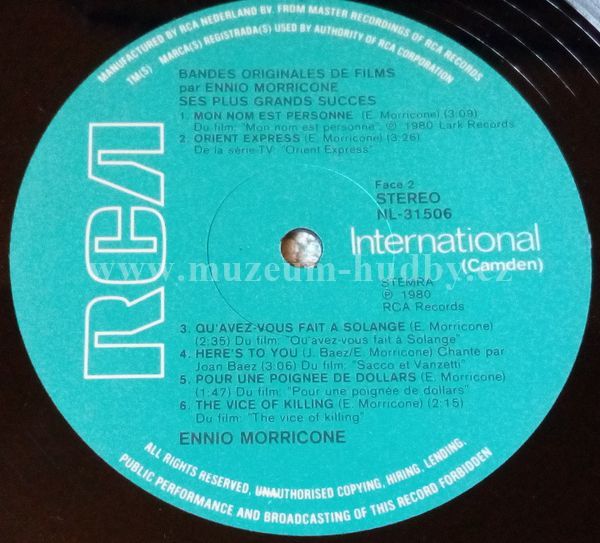 MANUFACTURED BY RCA NEDERLAND BV. FROM MASTER RECORDINGS OF RCA RECORDS
TM(S) MARCA(S) REGISTRADA(S) USED BY AUTHORITY OF RCA CORPORATION
BANDES ORIGINALES DE FILMS
par ENNIO MORRICONE
SES PLUS GRANDS SUCCES
1. MON NOM EST PERSONNE (E. Morricone) (3:09)
Du film: "Mon nom est personne", ℗ 1980 Lark Records
2. ORIENT EXPRESS (E. Morricone) (3:26)
De la série TV: "Orient Express"
RCA
Face 2
STEREO
NL-31506
International
(Camden)
www.muzeum-hudby.cz
STEMRA
℗ 1980
RCA Records
3. QU'AVEZ-VOUS FAIT A SOLANGE (E. Morricone)
(2:35) Du film: "Qu'avez-vous fait à Solange"
4. HERE'S TO YOU (J. Baez/E. Morricone) Chante par
Joan Baez (3:06) Du film: "Sacco et Vanzetti"
5. POUR UNE POIGNEE DE DOLLARS (E. Morricone)
(1:47) Du film: "Pour une poignée de dollars"
6. THE VICE OF KILLING (E. Morricone) (2:15)
Du film: "The vice of killing"
ENNIO MORRICONE
ALL RIGHTS RESERVED, UNAUTHORISED COPYING, HIRING, LENDING,
PUBLIC PERFORMANCE AND BROADCASTING OF THIS RECORD FORBIDDEN